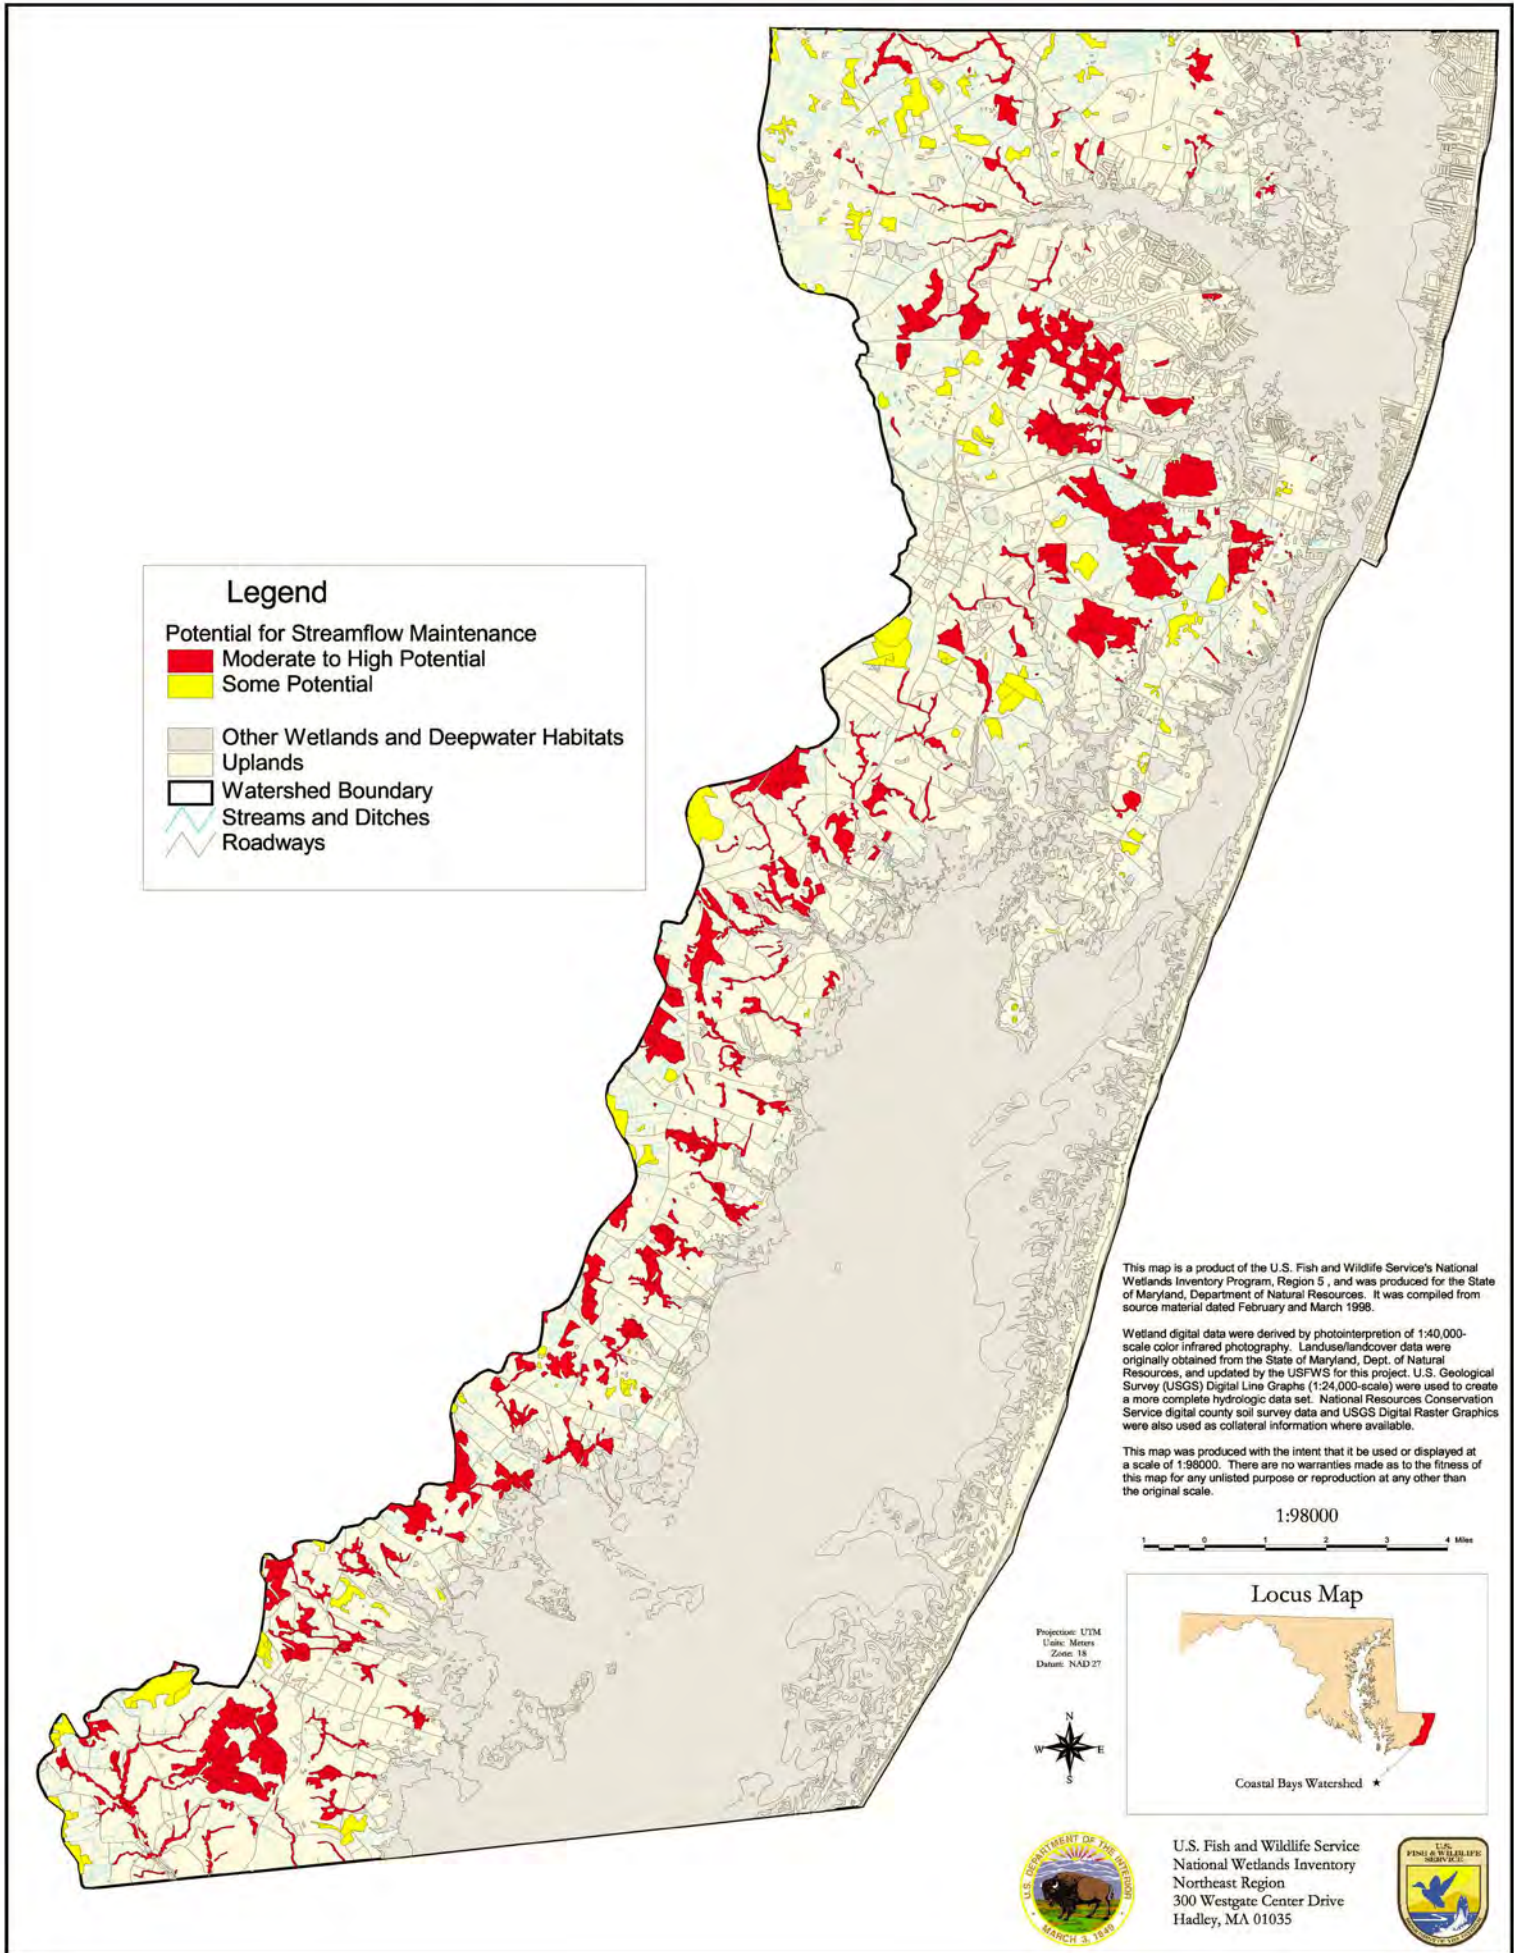 Legend
Potential for Streamflow Maintenance
Moderate to High Potential
Some Potential
Other Wetlands and Deepwater Habitats
Uplands
Watershed Boundary
Streams and Ditches
Roadways
This map is a product of the U.S. Fish and Wildlife Service's National
Wetlands Inventory Program, Region 5 , and was produced for the State
of Maryland, Department of Natural Resources. It was compiled from
source material dated February and March 1998.
Wetland digital data were derived by photointerpretion of 1:40,000-
scale color infrared photography. Landuse/landcover data were
originally obtained from the State of Maryland, Dept. of Natural
Resources, and updated by the USFWS for this project. U.S. Geological
Survey (USGS) Digital Line Graphs (1:24,000-scale) were used to create
a more complete hydrologic data set. National Resources Conservation
Service digital county soil survey data and USGS Digital Raster Graphics
were also used as collateral information where available.
This map was produced with the intent that it be used or displayed at
a scale of 1:98000. There are no warranties made as to the fitness of
this map for any unlisted purpose or reproduction at any other than
the original scale.
1:98000
1 0 1 2 3 4 Miles
Locus Map
Coastal Bays Watershed
Projection: UTM
Units: Meters
Zone: 18
Datum: NAD 27
N
W E
S
U.S. DEPARTMENT OF THE INTERIOR
MARCH 3, 1849
U.S. Fish and Wildlife Service
National Wetlands Inventory
Northeast Region
300 Westgate Center Drive
Hadley, MA 01035
U.S.
FISH & WILDLIFE
SERVICE